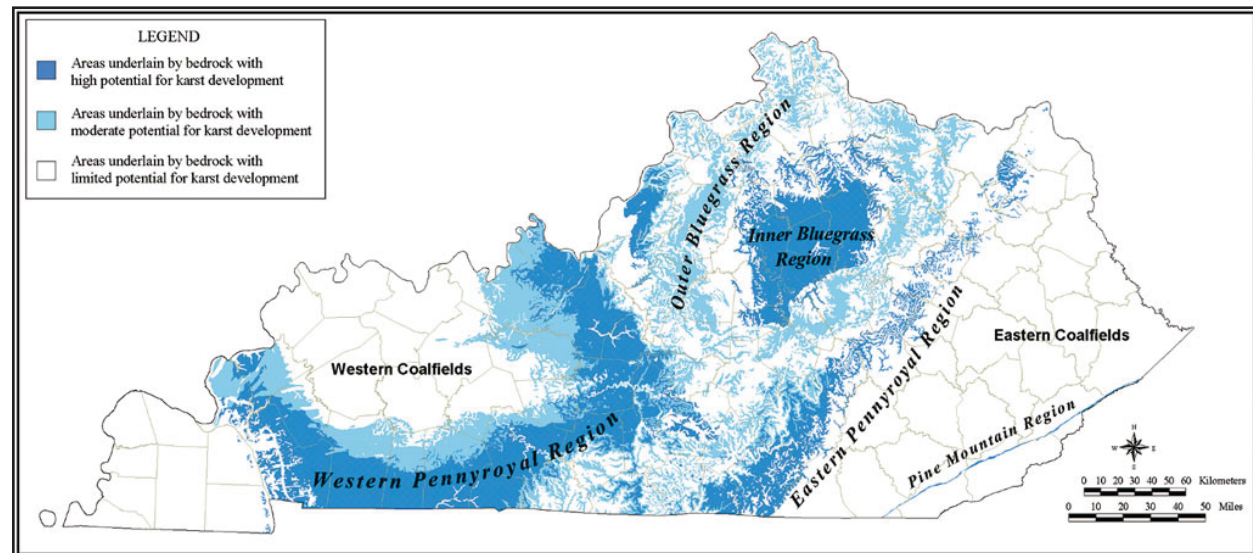 LEGEND
Areas underlain by bedrock with
high potential for karst development
Areas underlain by bedrock with
moderate potential for karst development
Areas underlain by bedrock with
limited potential for karst development
Outer Bluegrass Region
Inner Bluegrass
Region
Western Coalfields
Eastern Coalfields
Western Pennyroyal Region
Eastern Pennyroyal Region
Pine Mountain Region
N
W E
S
0 10 20 30 40 50 60 Kilometers
0 10 20 30 40 50
Miles